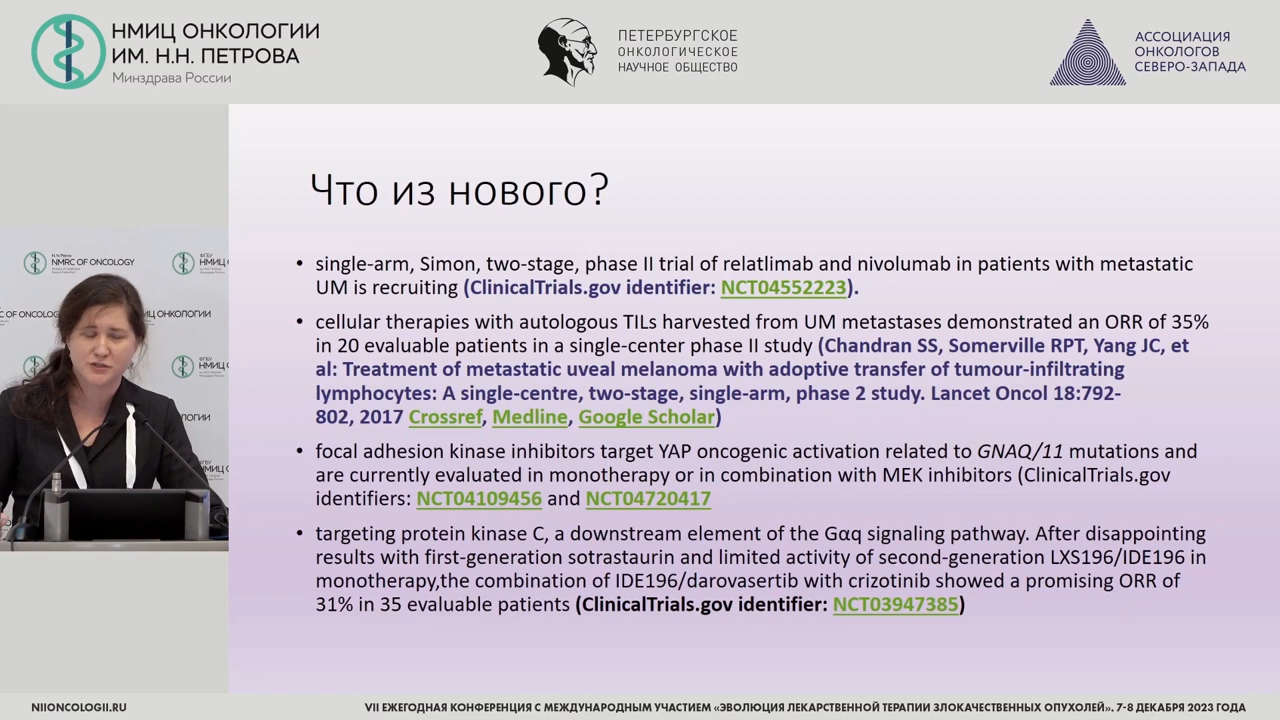 НМИЦ ОНКОЛОГИИ
ИМ. Н.Н. ПЕТРОВА
Минздрава России
ПЕТЕРБУРГСКОЕ
ОНКОЛОГИЧЕСКОЕ
НАУЧНОЕ ОБЩЕСТВО
АССОЦИАЦИЯ
ОНКОЛОГОВ
СЕВЕРО-ЗАПАДА
NMRC OF ONCOLOGY
Что из нового?
• single-arm, Simon, two-stage, phase II trial of relatlimab and nivolumab in patients with metastatic
UM is recruiting (ClinicalTrials.gov identifier: NCT04552223).
• cellular therapies with autologous TILs harvested from UM metastases demonstrated an ORR of 35%
in 20 evaluable patients in a single-center phase II study (Chandran SS, Somerville RPT, Yang JC, et
al: Treatment of metastatic uveal melanoma with adoptive transfer of tumour-infiltrating
lymphocytes: A single-centre, two-stage, single-arm, phase 2 study. Lancet Oncol 18:792-
802, 2017 Crossref, Medline, Google Scholar)
• focal adhesion kinase inhibitors target YAP oncogenic activation related to GNAQ/11 mutations and
are currently evaluated in monotherapy or in combination with MEK inhibitors (ClinicalTrials.gov
identifiers: NCT04109456 and NCT04720417
• targeting protein kinase C, a downstream element of the Gαq signaling pathway. After disappointing
results with first-generation sotrastaurin and limited activity of second-generation LXS196/IDE196 in
monotherapy,the combination of IDE196/darovasertib with crizotinib showed a promising ORR of
31% in 35 evaluable patients (ClinicalTrials.gov identifier: NCT03947385)
NIIONCOLOGII.RU
VII ЕЖЕГОДНАЯ КОНФЕРЕНЦИЯ С МЕЖДУНАРОДНЫМ УЧАСТИЕМ «ЭВОЛЮЦИЯ ЛЕКАРСТВЕННОЙ ТЕРАПИИ ЗЛОКАЧЕСТВЕННЫХ ОПУХОЛЕЙ». 7-8 ДЕКАБРЯ 2023 ГОДА